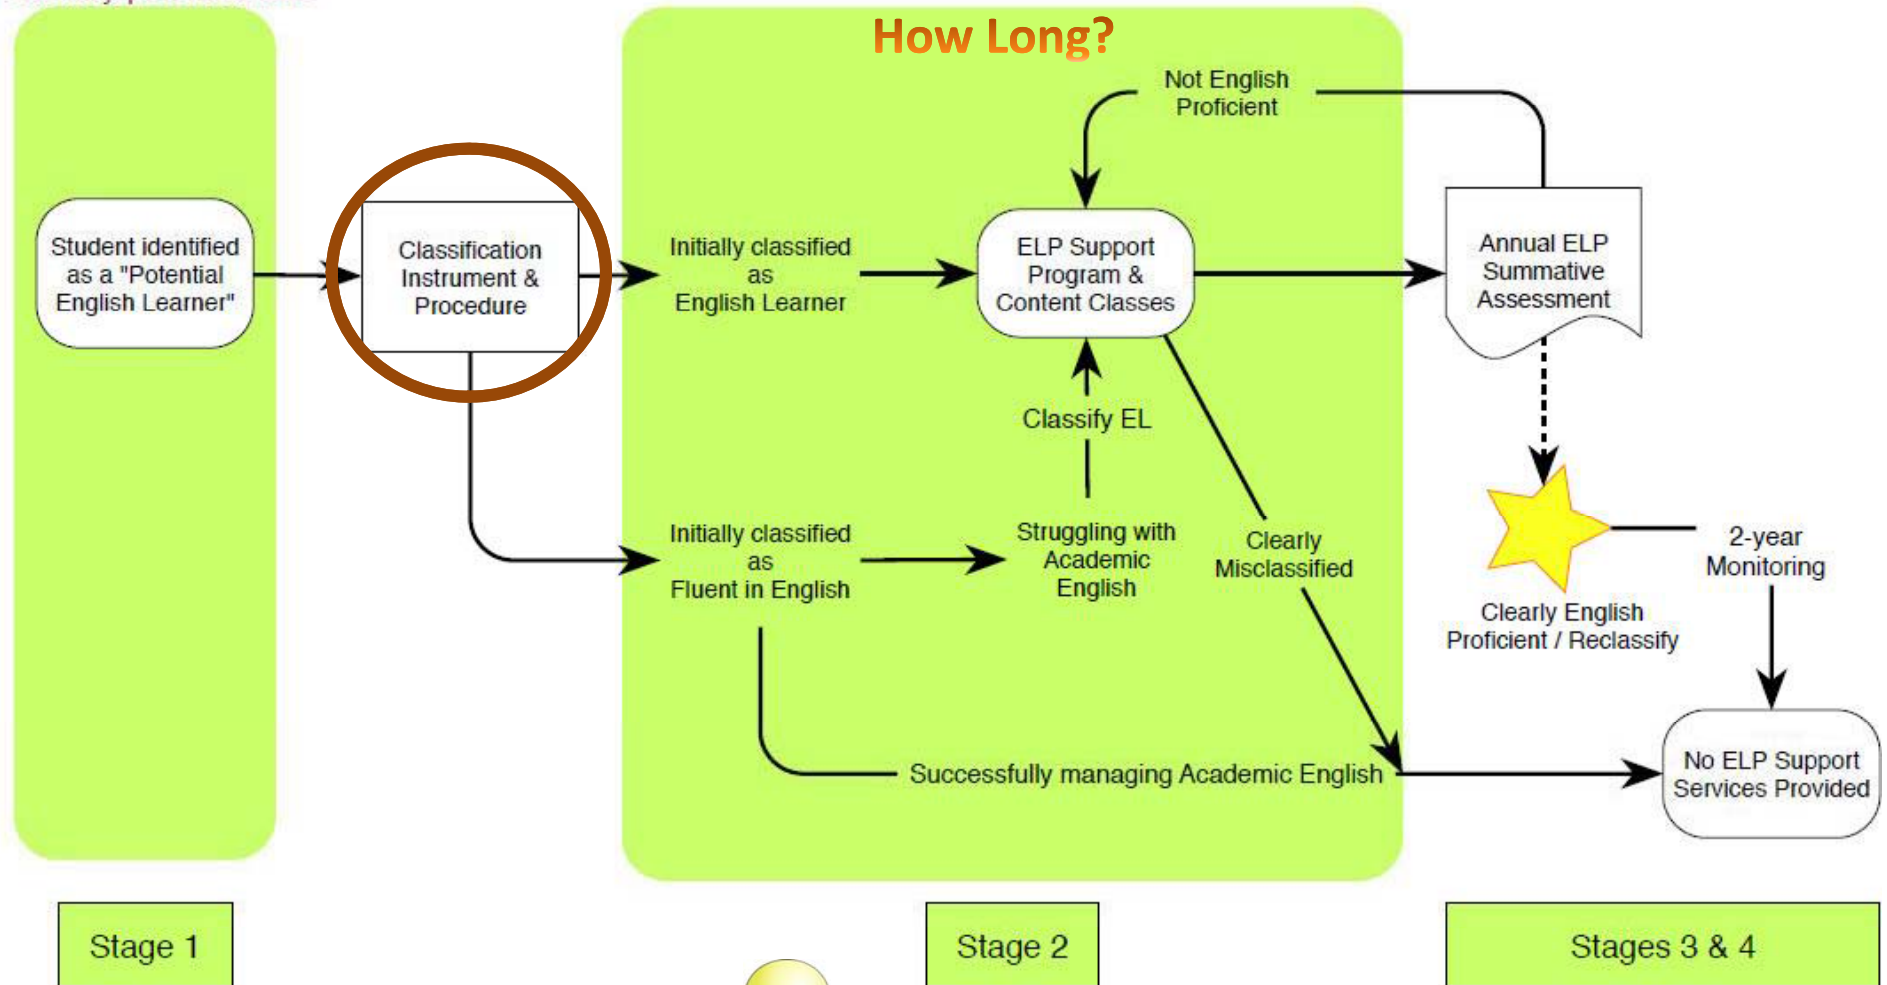 How Long?
Not English
Proficient
Student identified
as a "Potential
English Learner"
Classification
Instrument &
Procedure
Initially classified
as
English Learner
ELP Support
Program &
Content Classes
Annual ELP
Summative
Assessment
Classify EL
Initially classified
as
Fluent in English
Struggling with
Academic
English
Clearly
Misclassified
2-year
Monitoring
Clearly English
Proficient / Reclassify
Successfully managing Academic English
No ELP Support
Services Provided
Stage 1
Stage 2
Stages 3 & 4